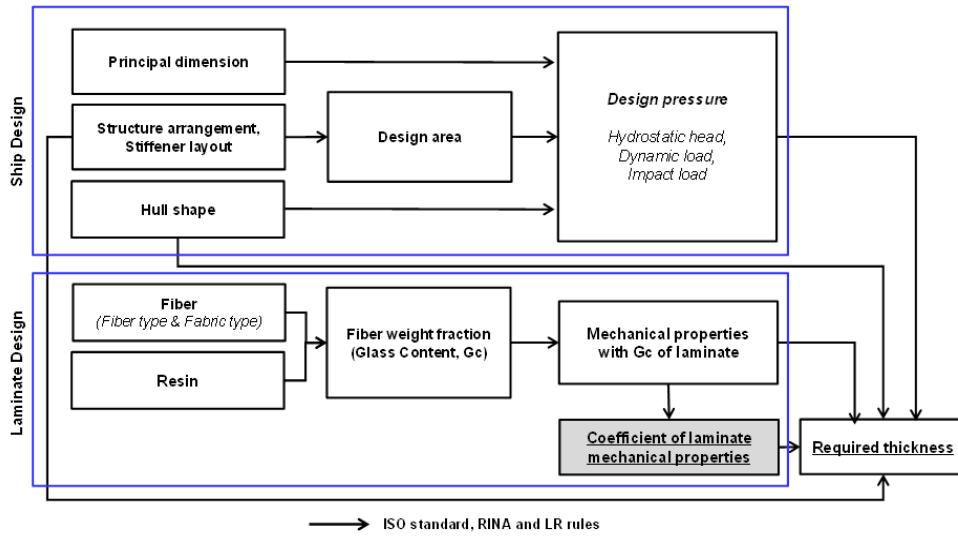 Ship Design
Principal dimension
Structure arrangement,
Stiffener layout
Hull shape
Design area
Design pressure
Hydrostatic head,
Dynamic load,
Impact load
Laminate Design
Fiber
(Fiber type & Fabric type)
Resin
Fiber weight fraction
(Glass Content, Gc)
Mechanical properties
with Gc of laminate
Coefficient of laminate
mechanical properties
Required thickness
ISO standard, RINA and LR rules